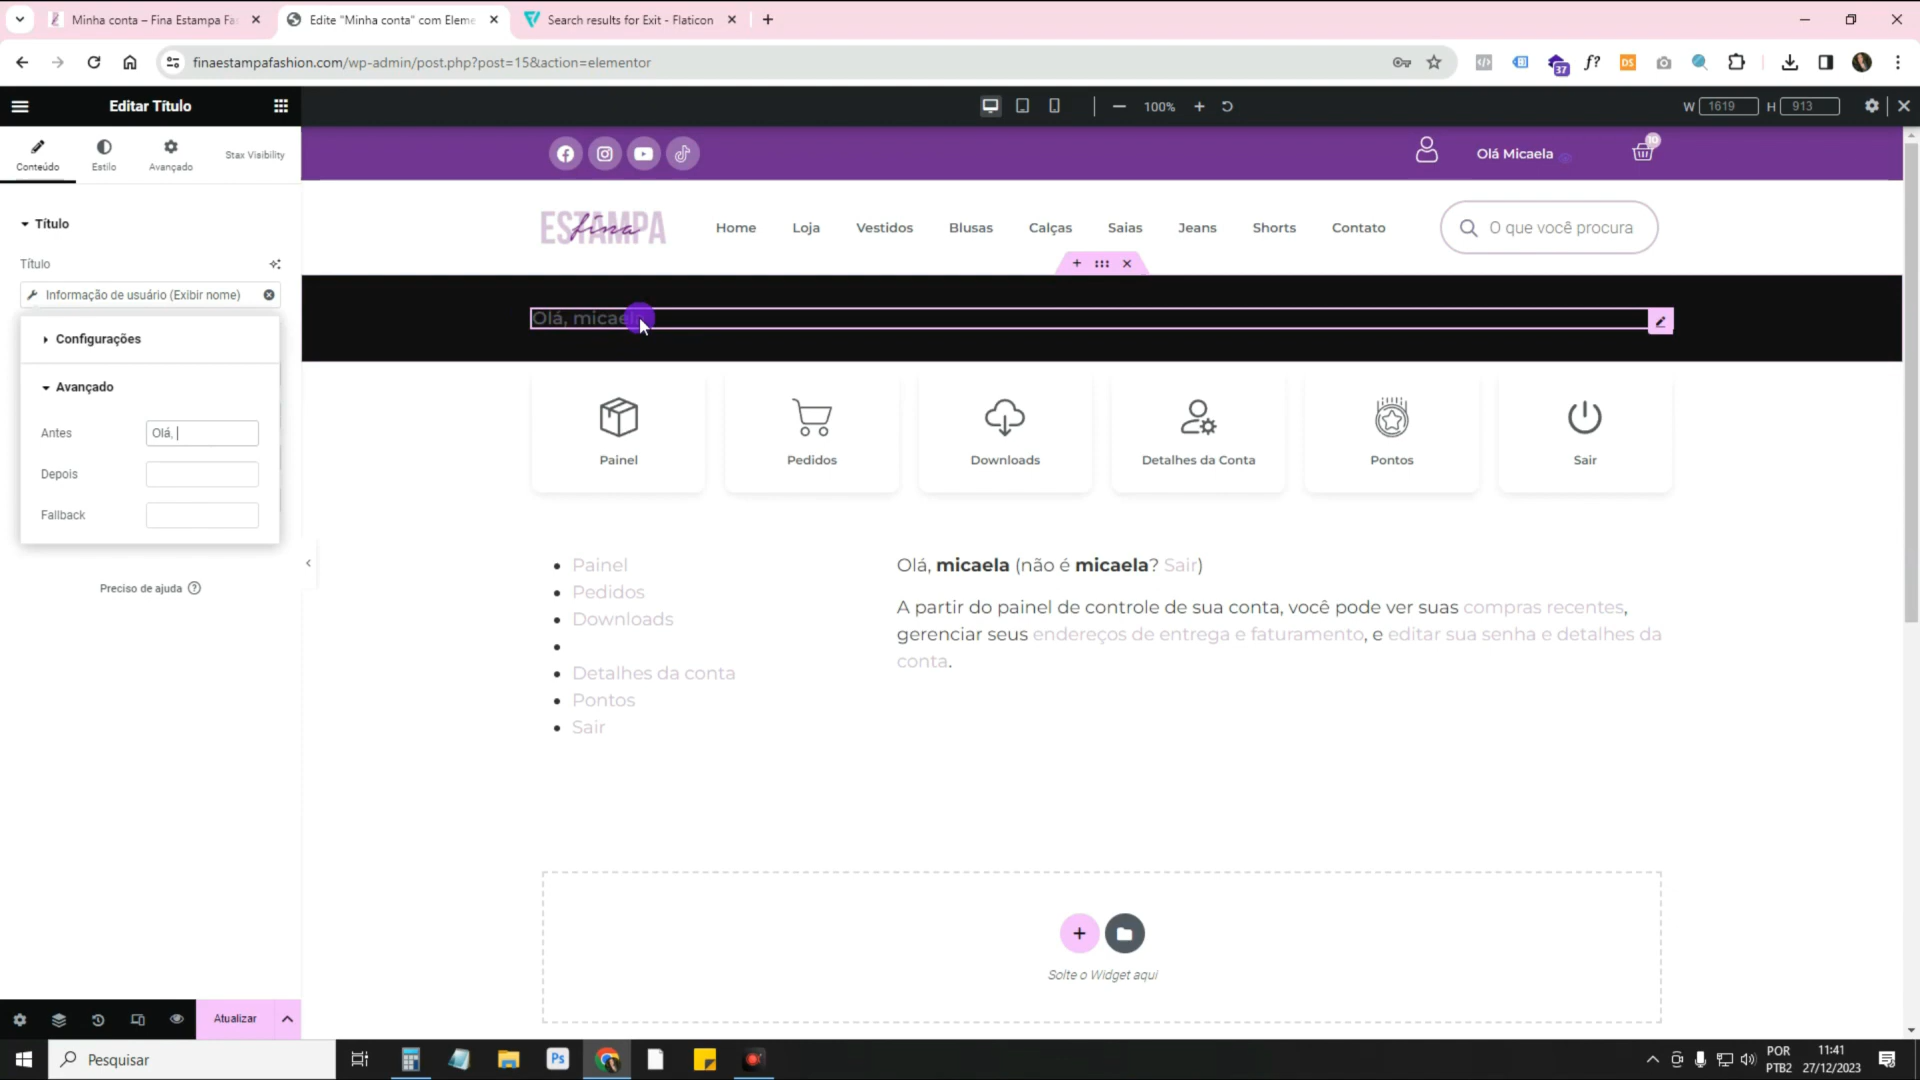 Minha conta – Fina Estampa Fa
Edite "Minha conta" com Eleme
Search results for Exit - Flaticon
finaestampafashion.com/wp-admin/post.php?post=15&action=elementor
37
f?
DS
Editar Título
100%
W 1619 H 913
Conteúdo
Estilo
Avançado
Stax Visibility
Olá Micaela
10
Título
Título
Informação de usuário (Exibir nome)
Configurações
Avançado
Antes
Olá,
Depois
Fallback
Preciso de ajuda ?
ESTAMPA
fina
Home
Loja
Vestidos
Blusas
Calças
Saias
Jeans
Shorts
Contato
O que você procura
Olá, micaela
Painel
Pedidos
Downloads
Detalhes da Conta
Pontos
Sair
Painel
Pedidos
Downloads
Detalhes da conta
Pontos
Sair
Olá, micaela (não é micaela? Sair)
A partir do painel de controle de sua conta, você pode ver suas compras recentes,
gerenciar seus endereços de entrega e faturamento, e editar sua senha e detalhes da
conta.
Solte o Widget aqui
Atualizar
Pesquisar
Ps
POR
PTB2
11:41
27/12/2023